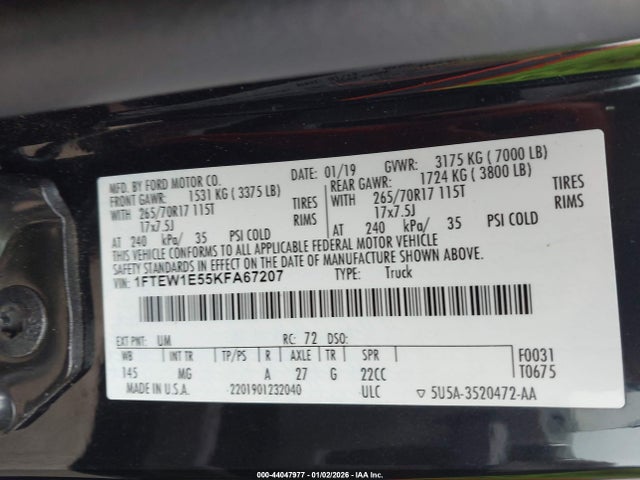 MFD. BY FORD MOTOR CO. DATE: 01/19 GVWR: 3175 KG ( 7000 LB)
FRONT GAWR: 1531 KG ( 3375 LB) REAR GAWR: 1724 KG ( 3800 LB)
WITH 265/70R17 115T TIRES WITH 265/70R17 115T TIRES
17x7.5J RIMS 17x7.5J RIMS
AT 240 kPa/ 35 PSI COLD AT 240 kPa/ 35 PSI COLD
THIS VEHICLE CONFORMS TO ALL APPLICABLE FEDERAL MOTOR VEHICLE
SAFETY STANDARDS IN EFFECT ON THE DATE OF MANUFACTURE SHOWN ABOVE.
VIN: 1FTEW1E55KFA67207 TYPE: Truck
EXT PNT: UM RC: 72 DSO:
WB INT TR TP/PS R AXLE TR SPR F0031
145 MG A 27 G 22CC T0675
MADE IN U.S.A. ·2201901232040 ULC ▽ 5U5A-3520472-AA
000-44047977 — 01/02/2026 — IAA Inc.